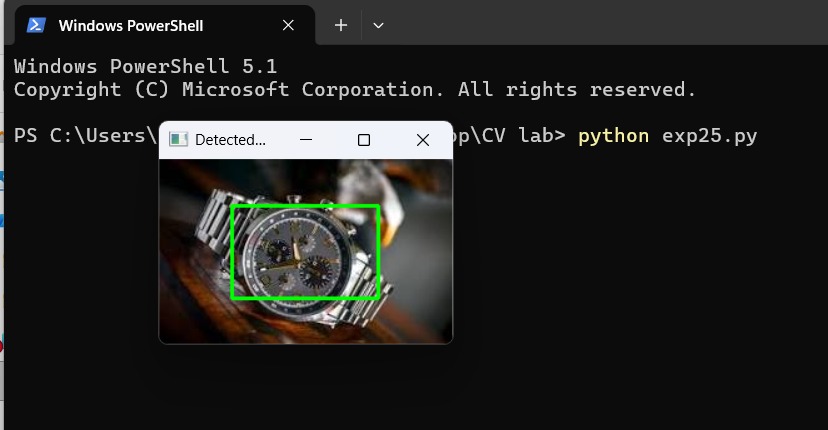 Windows PowerShell
Windows PowerShell 5.1
Copyright (C) Microsoft Corporation. All rights reserved.
PS C:\Users\ op\CV lab> python exp25.py
Detected...